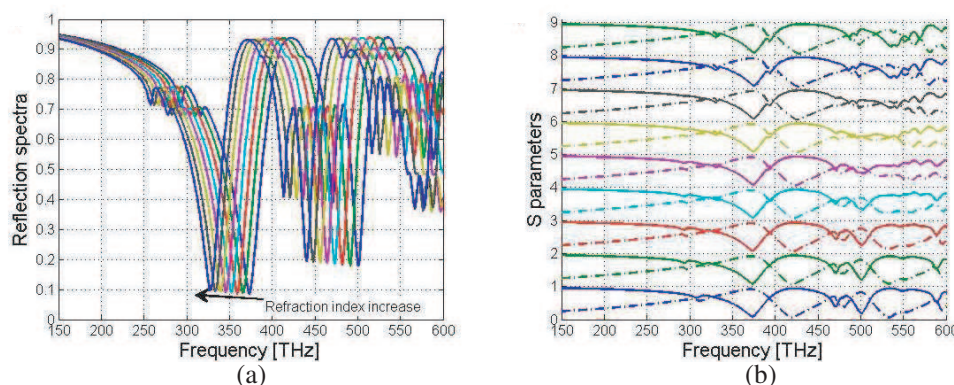 1
0.9
0.8
0.7
0.6
0.5
0.4
0.3
0.2
0.1
0
Reflection spectra
Refraction index increase
150 200 250 300 350 400 450 500 550 600
Frequency [THz]
(a)
9
8
7
6
5
4
3
2
1
0
S parameters
150 200 250 300 350 400 450 500 550 600
Frequency [THz]
(b)